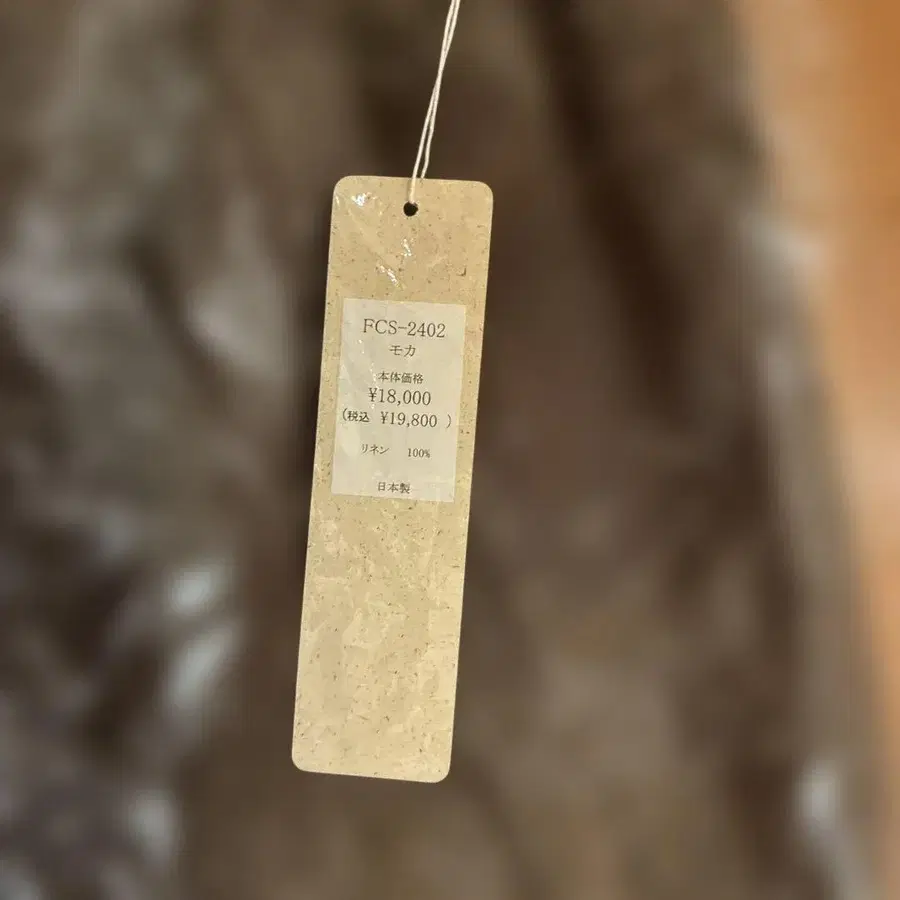 FCS-2402
モカ
本体価格
¥18,000
(税込 ¥19,800 )
リネン 100%
日本製